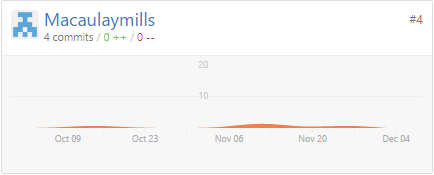 Macaulaymills
#4
4 commits / 0 ++ / 0 --
20
10
Oct 09 Oct 23 Nov 06 Nov 20 Dec 04